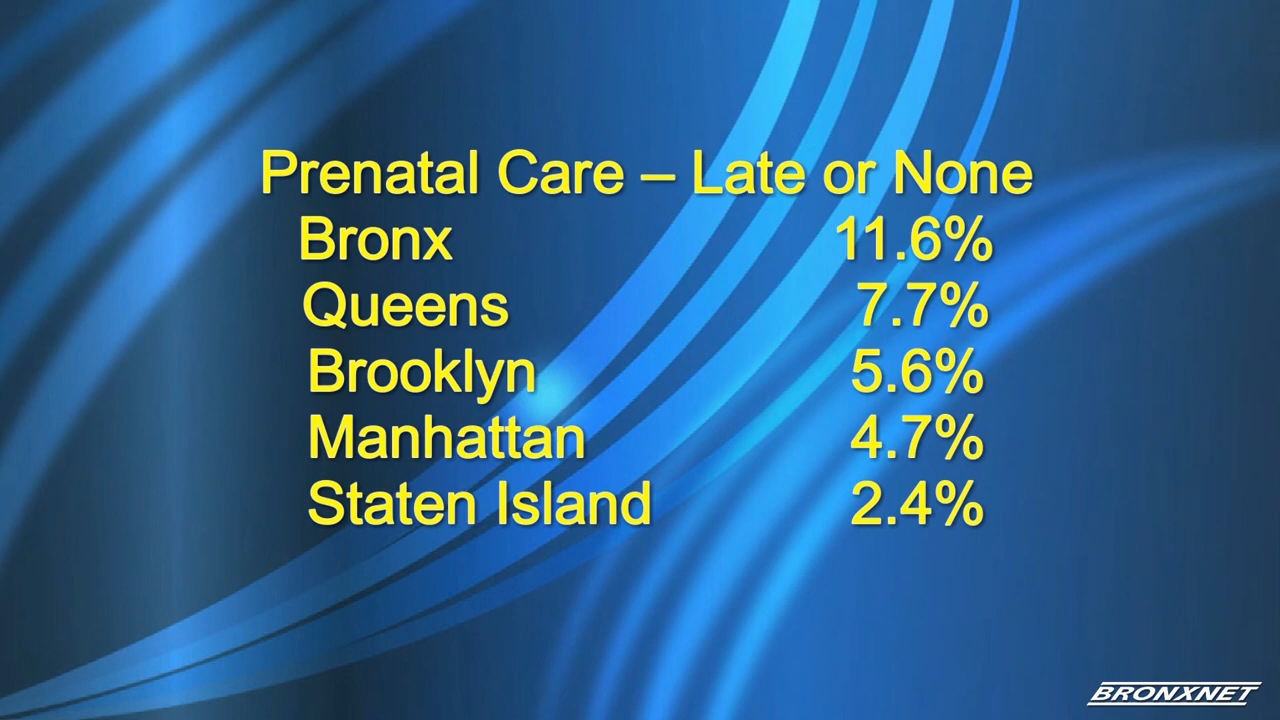 Prenatal Care – Late or None
Bronx 11.6%
Queens 7.7%
Brooklyn 5.6%
Manhattan 4.7%
Staten Island 2.4%
BRONXNET